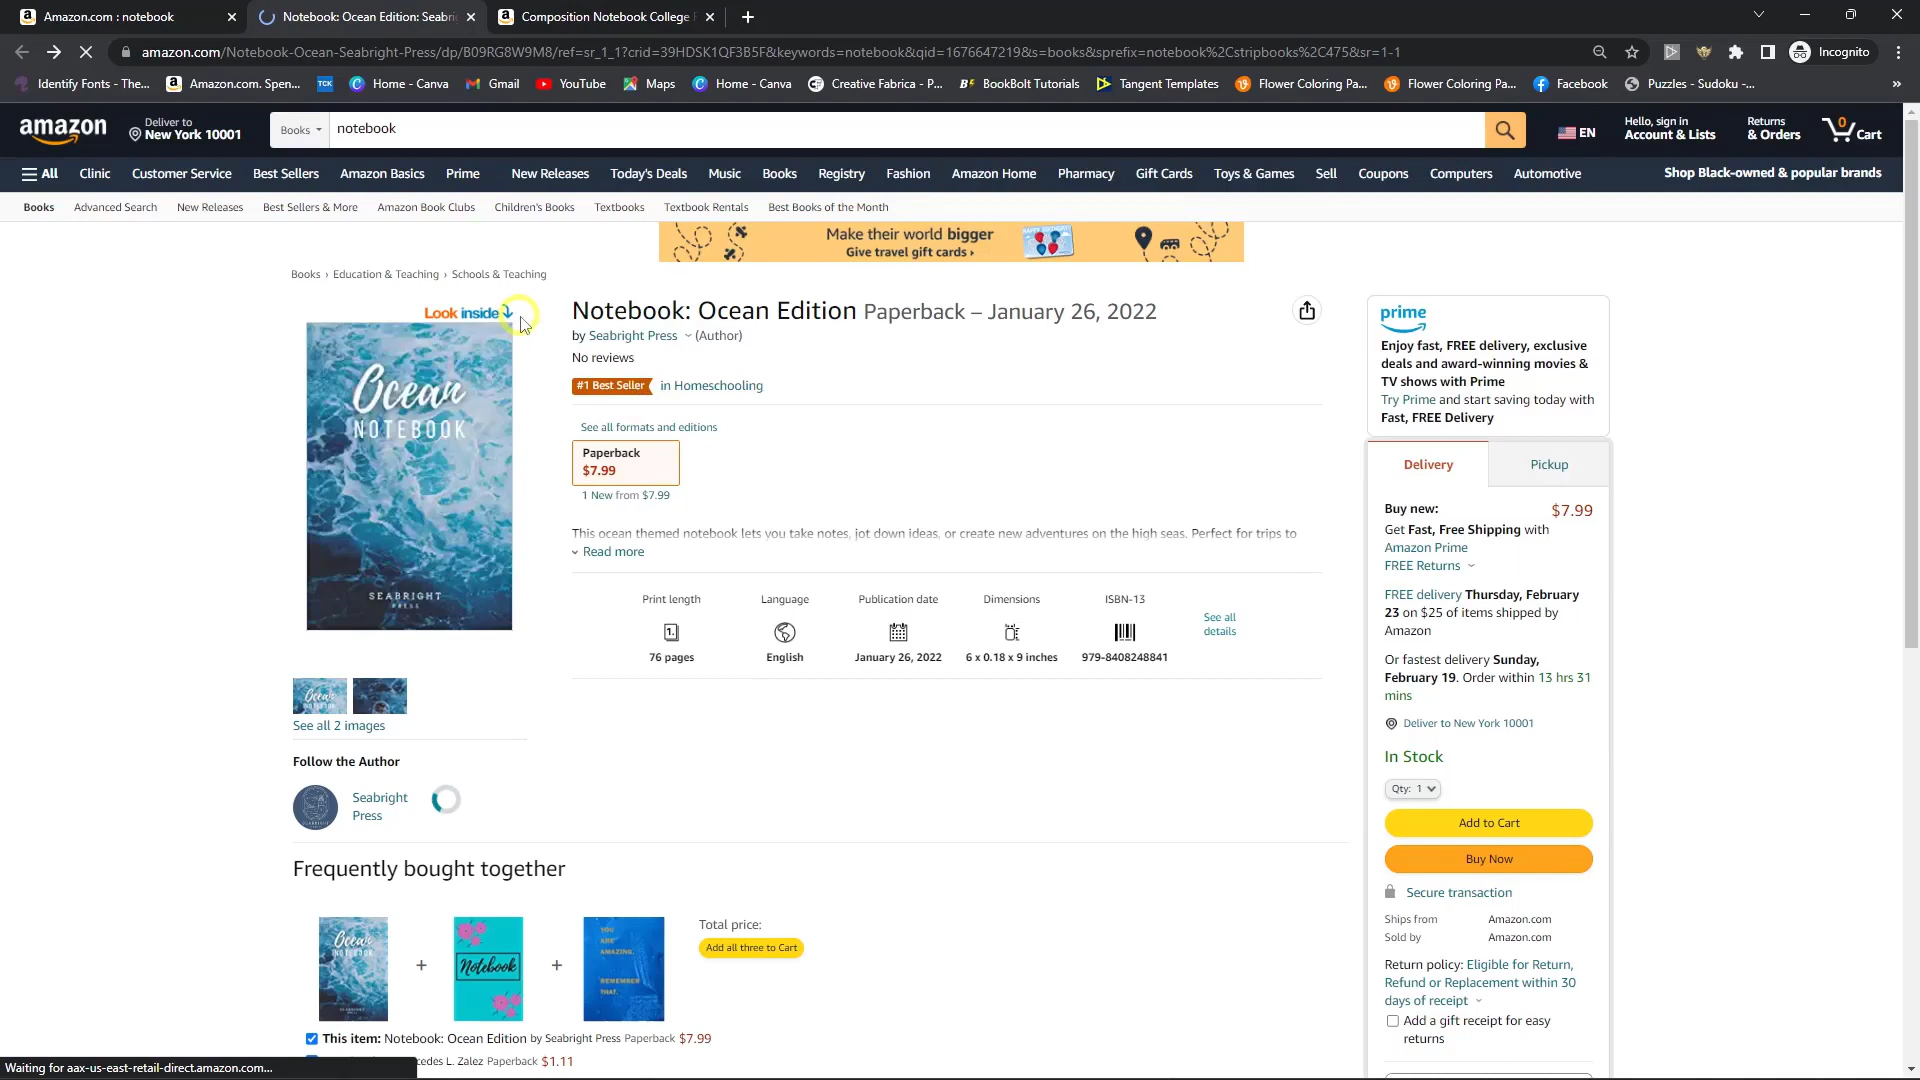 Amazon.com : notebook
Notebook: Ocean Edition: Seabri
Composition Notebook College
amazon.com/Notebook-Ocean-Seabright-Press/dp/B09RG8W9M8/ref=sr_1_1?crid=39HDSK1QF3B5F&keywords=notebook&qid=1676647219&s=books&sprefix=notebook%2Cstripbooks%2C475&sr=1-1
Incognito
Identify Fonts - The...
Amazon.com. Spen...
TCK
Home - Canva
Gmail
YouTube
Maps
Home - Canva
Creative Fabrica - P...
BookBolt Tutorials
Tangent Templates
Flower Coloring Pa...
Flower Coloring Pa...
Facebook
Puzzles - Sudoku -...
amazon
Deliver to
New York 10001
Books
notebook
EN
Hello, sign in
Account & Lists
Returns
& Orders
0
Cart
All
Clinic
Customer Service
Best Sellers
Amazon Basics
Prime
New Releases
Today's Deals
Music
Books
Registry
Fashion
Amazon Home
Pharmacy
Gift Cards
Toys & Games
Sell
Coupons
Computers
Automotive
Shop Black-owned & popular brands
Books
Advanced Search
New Releases
Best Sellers & More
Amazon Book Clubs
Children's Books
Textbooks
Textbook Rentals
Best Books of the Month
Make their world bigger
Give travel gift cards ›
Books › Education & Teaching › Schools & Teaching
Look inside
Ocean
NOTEBOOK
SEABRIGHT
PRESS
See all 2 images
Follow the Author
Seabright
Press
Notebook: Ocean Edition Paperback – January 26, 2022
by Seabright Press (Author)
No reviews
#1 Best Seller in Homeschooling
See all formats and editions
Paperback
$7.99
1 New from $7.99
This ocean themed notebook lets you take notes, jot down ideas, or create new adventures on the high seas. Perfect for trips to
Read more
Print length
76 pages
Language
English
Publication date
January 26, 2022
Dimensions
6 x 0.18 x 9 inches
ISBN-13
979-8408248841
See all
details
prime
Enjoy fast, FREE delivery, exclusive
deals and award-winning movies &
TV shows with Prime
Try Prime and start saving today with
Fast, FREE Delivery
Delivery
Pickup
Buy new:
$7.99
Get Fast, Free Shipping with
Amazon Prime
FREE Returns
FREE delivery Thursday, February
23 on $25 of items shipped by
Amazon
Or fastest delivery Sunday,
February 19. Order within 13 hrs 31
mins
Deliver to New York 10001
In Stock
Qty: 1
Add to Cart
Buy Now
Secure transaction
Ships from Amazon.com
Sold by Amazon.com
Return policy: Eligible for Return,
Refund or Replacement within 30
days of receipt
Add a gift receipt for easy
returns
Frequently bought together
Ocean
NOTEBOOK
+
Notebook
+
YOU
ARE
AMAZING.
REMEMBER
THAT.
Total price:
Add all three to Cart
This item: Notebook: Ocean Edition by Seabright Press Paperback $7.99
cedes L. Zalez Paperback $1.11
Waiting for aax-us-east-retail-direct.amazon.com...